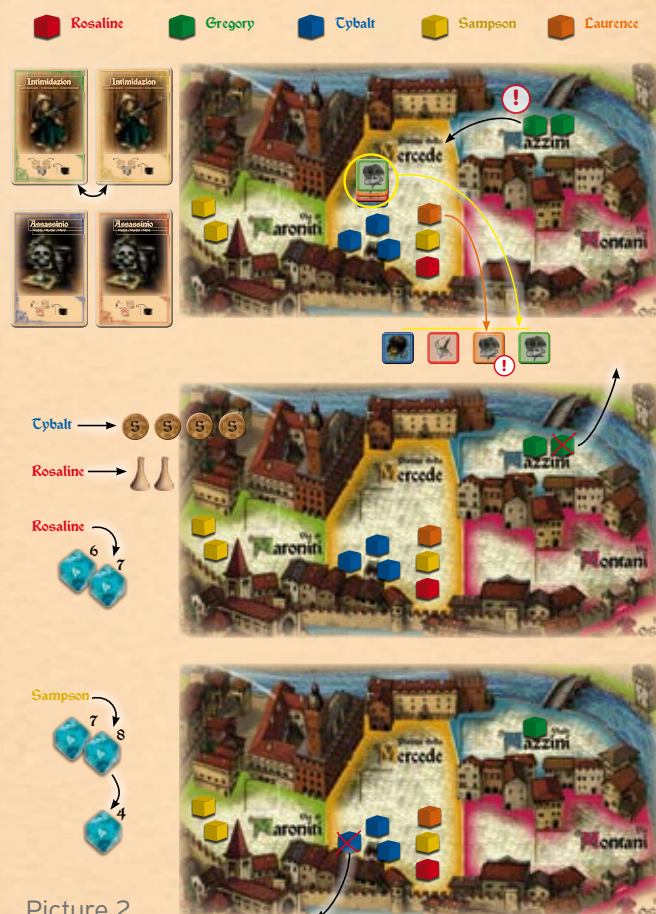 Rosaline
Gregory
Tybalt
Sampson
Laurence
Intimidazion
Intimidazion
Assassinio
Assassinio
!
Mercede
Mazzini
Maroniti
Montani
!
Tybalt
S S S S
Rosaline
Rosaline
6
7
Mercede
Mazzini
Maroniti
Montani
Sampson
7
8
4
Mercede
Mazzini
Maroniti
Montani
Picture 2